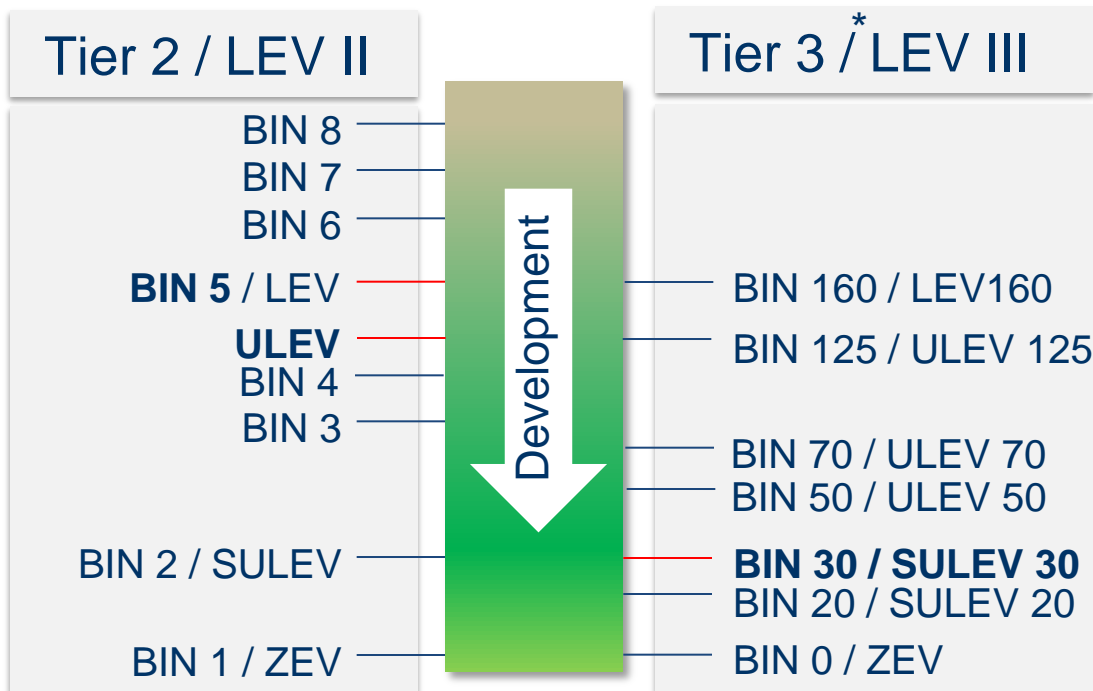 Tier 2 / LEV II
BIN 8
BIN 7
BIN 6
BIN 5 / LEV
ULEV
BIN 4
BIN 3
BIN 2 / SULEV
BIN 1 / ZEV
Development
Tier 3 /* LEV III
BIN 160 / LEV160
BIN 125 / ULEV 125
BIN 70 / ULEV 70
BIN 50 / ULEV 50
BIN 30 / SULEV 30
BIN 20 / SULEV 20
BIN 0 / ZEV